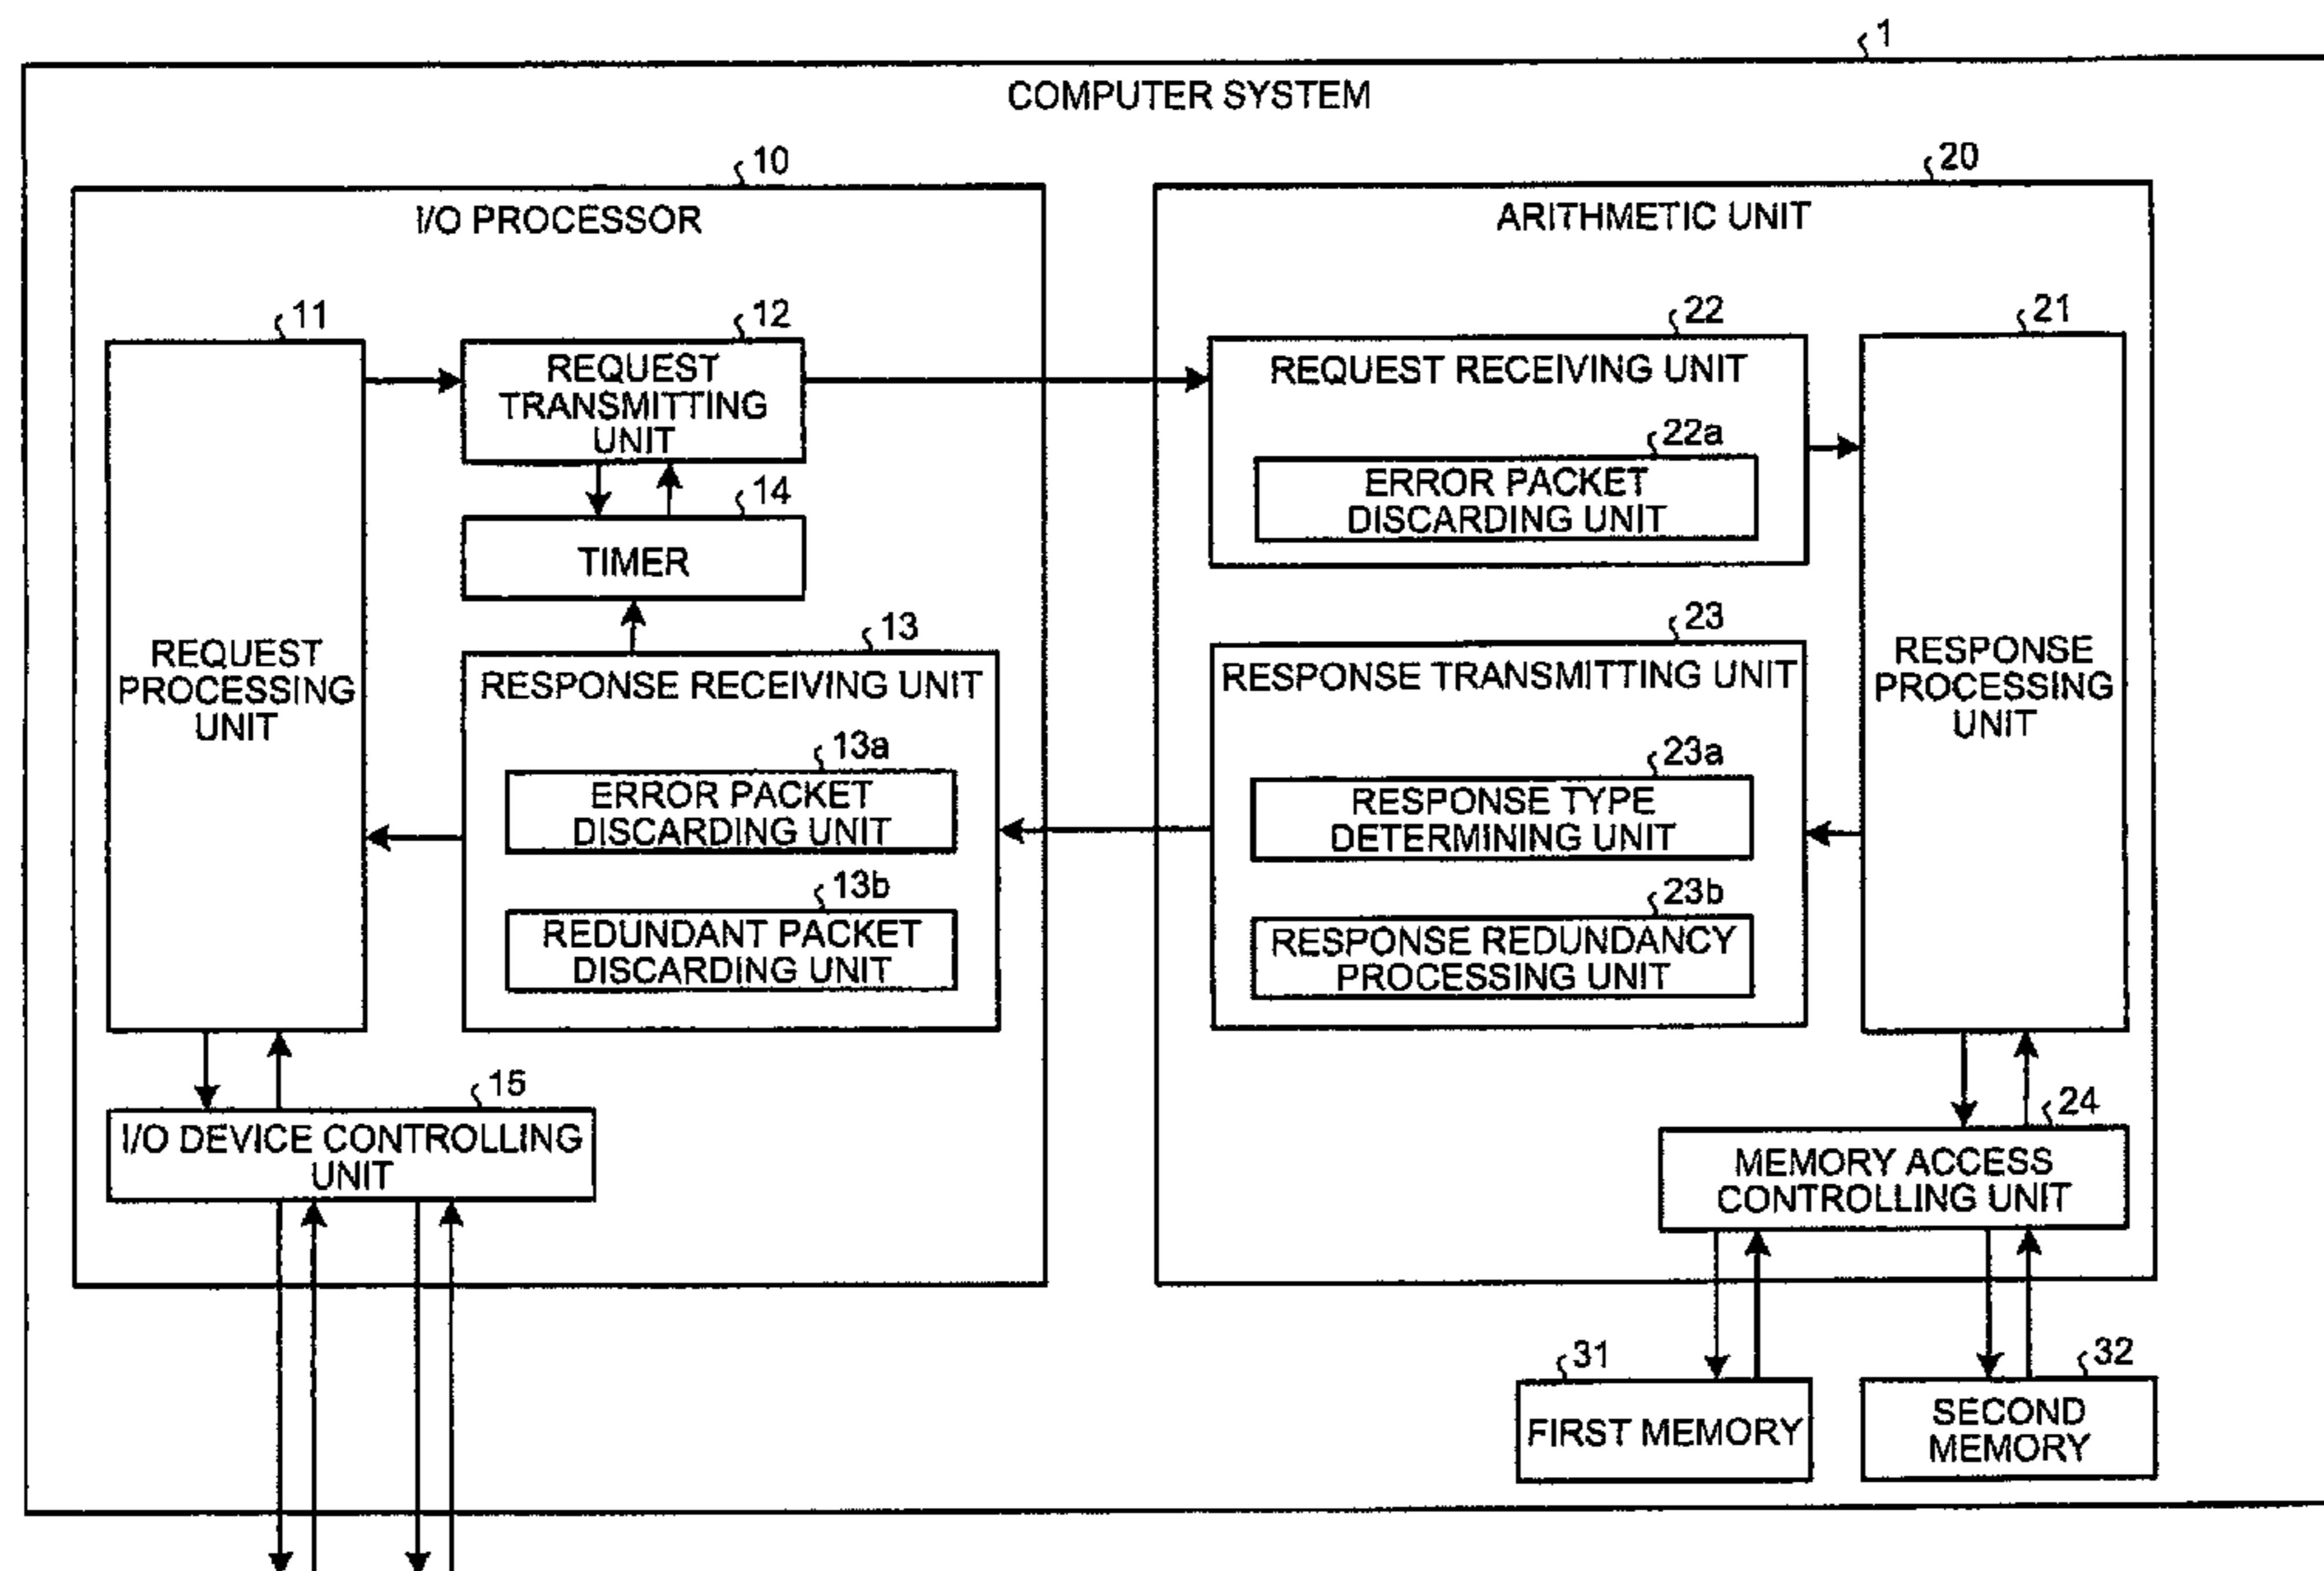 1
COMPUTER SYSTEM
10
I/O PROCESSOR
11
REQUEST
PROCESSING
UNIT
12
REQUEST
TRANSMITTING
UNIT
14
TIMER
13
RESPONSE RECEIVING UNIT
13a
ERROR PACKET
DISCARDING UNIT
13b
REDUNDANT PACKET
DISCARDING UNIT
15
I/O DEVICE CONTROLLING
UNIT
20
ARITHMETIC UNIT
22
REQUEST RECEIVING UNIT
22a
ERROR PACKET
DISCARDING UNIT
23
RESPONSE TRANSMITTING UNIT
23a
RESPONSE TYPE
DETERMINING UNIT
23b
RESPONSE REDUNDANCY
PROCESSING UNIT
21
RESPONSE
PROCESSING
UNIT
24
MEMORY ACCESS
CONTROLLING UNIT
31
FIRST MEMORY
32
SECOND
MEMORY